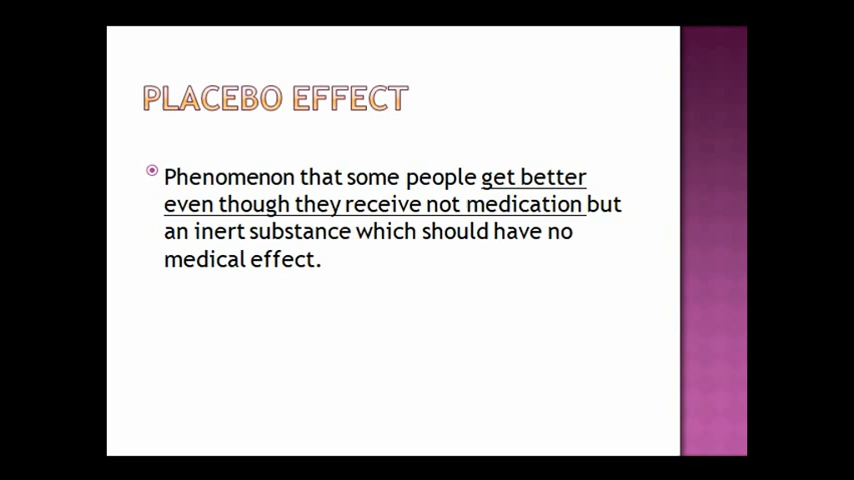 PLACEBO EFFECT
Phenomenon that some people get better
even though they receive not medication but
an inert substance which should have no
medical effect.